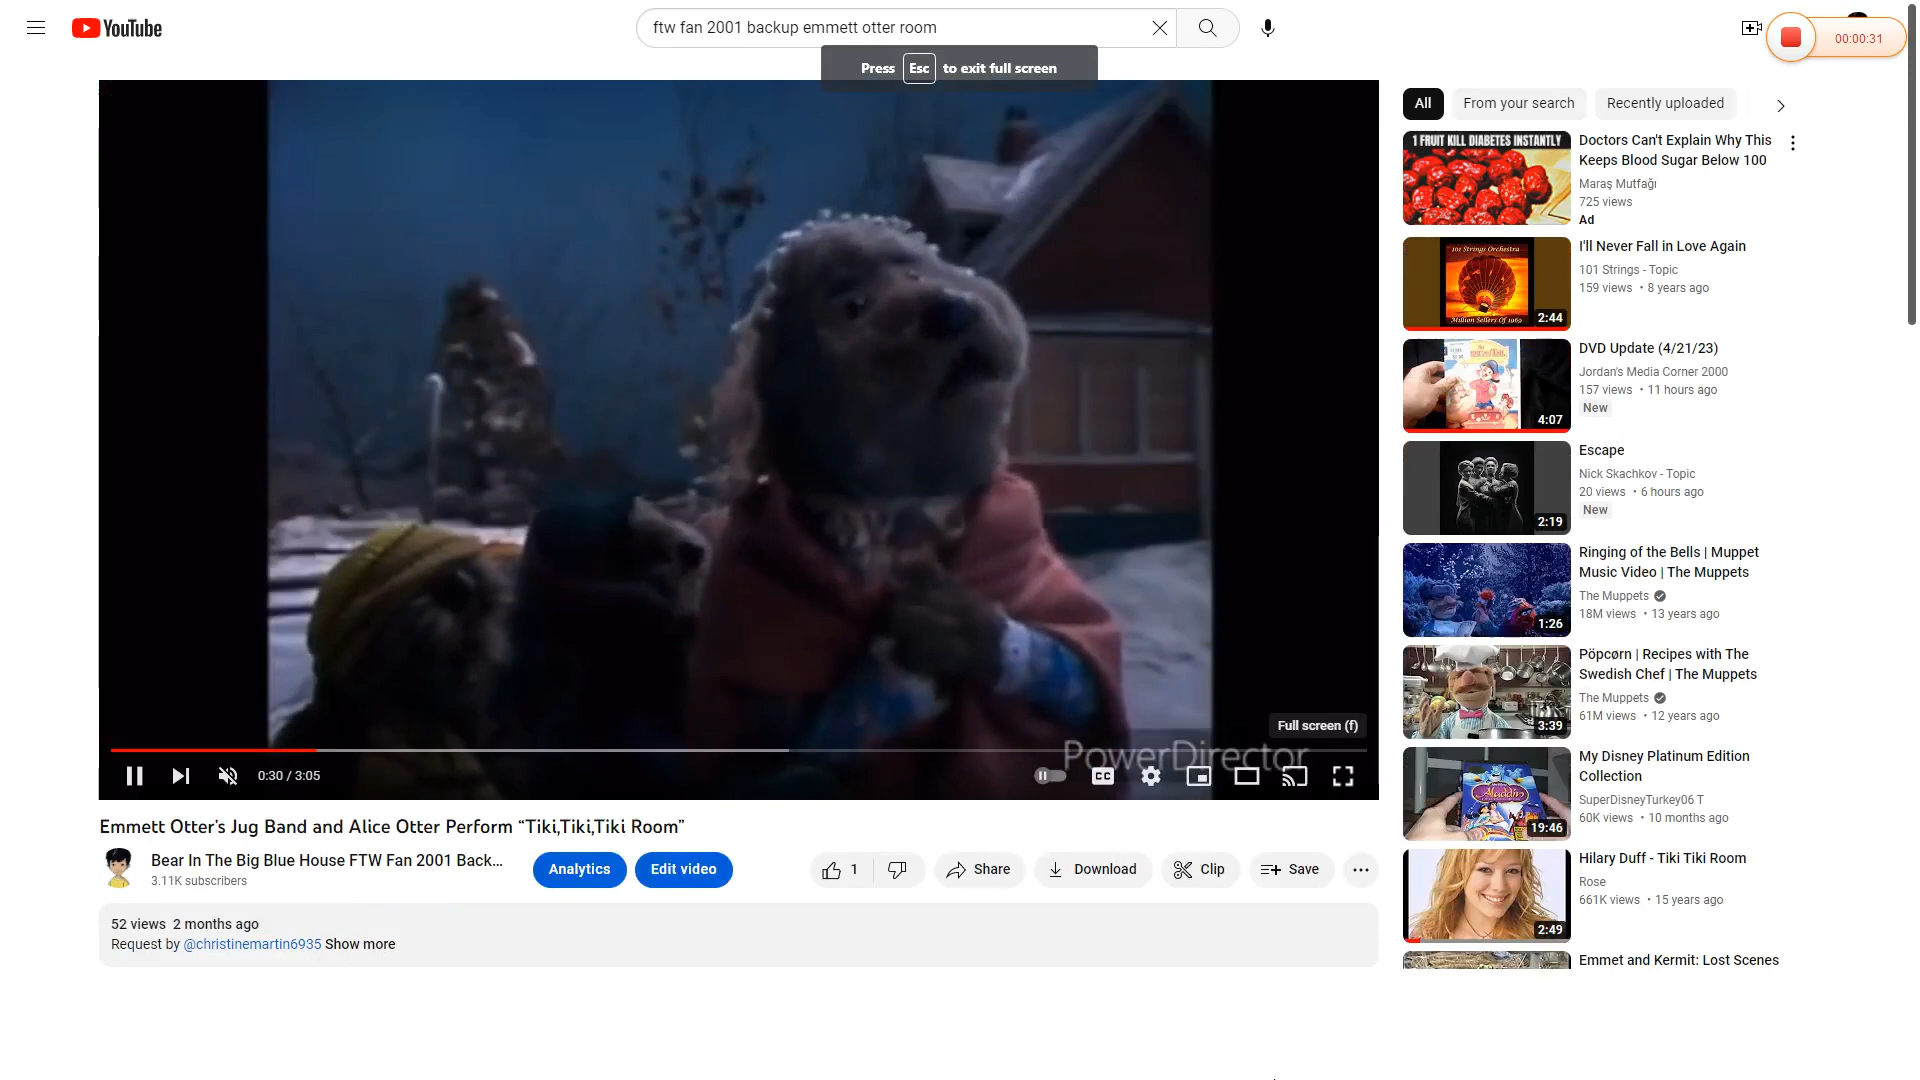 YouTube
ftw fan 2001 backup emmett otter room
00:00:31
Press Esc to exit full screen
All
From your search
Recently uploaded
1 FRUIT KILL DIABETES INSTANTLY
Doctors Can't Explain Why This
Keeps Blood Sugar Below 100
Maraş Mutfağı
725 views
Ad
101 Strings Orchestra
Million Sellers Of 1969
2:44
I'll Never Fall in Love Again
101 Strings - Topic
159 views • 8 years ago
4:07
DVD Update (4/21/23)
Jordan's Media Corner 2000
157 views • 11 hours ago
New
2:19
Escape
Nick Skachkov - Topic
20 views • 6 hours ago
New
1:26
Ringing of the Bells | Muppet
Music Video | The Muppets
The Muppets
18M views • 13 years ago
3:39
Pöpcørn | Recipes with The
Swedish Chef | The Muppets
The Muppets
61M views • 12 years ago
Aladdin
19:46
My Disney Platinum Edition
Collection
SuperDisneyTurkey06 T
60K views • 10 months ago
2:49
Hilary Duff - Tiki Tiki Room
Rose
661K views • 15 years ago
Emmet and Kermit: Lost Scenes
Full screen (f)
PowerDirector
0:30 / 3:05
CC
Emmett Otter's Jug Band and Alice Otter Perform “Tiki,Tiki,Tiki Room”
Bear In The Big Blue House FTW Fan 2001 Back...
3.11K subscribers
Analytics
Edit video
1
Share
Download
Clip
Save
52 views 2 months ago
Request by @christinemartin6935 Show more